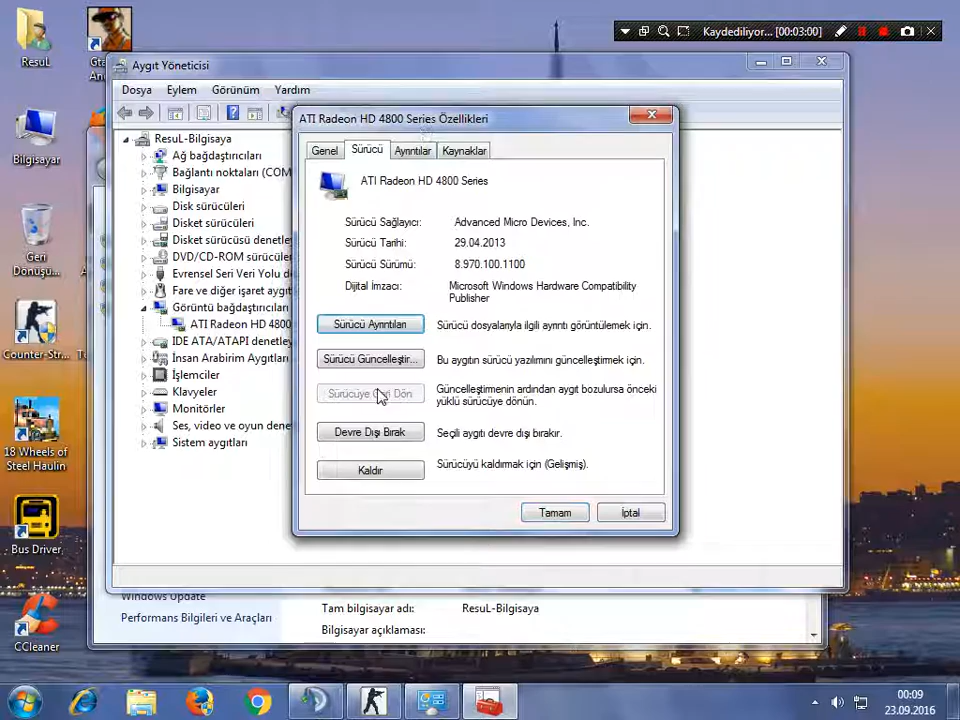 Kaydediliyor... [00:03:00]
ResuL
Gta
An
Bilgisayar
Geri
Dönüşü...
Counter-Str...
18 Wheels of
Steel Haulin
Bus Driver
CCleaner
Aygıt Yöneticisi
Dosya Eylem Görünüm Yardım
ResuL-Bilgisaya
Ağ bağdaştırıcıları
Bağlantı noktaları (COM
Bilgisayar
Disk sürücüleri
Disket sürücüleri
Disket sürücüsü denetle
DVD/CD-ROM sürücüle
Evrensel Seri Veri Yolu d
Fare ve diğer işaret aygıt
Görüntü bağdaştırıcıları
ATI Radeon HD 4800
IDE ATA/ATAPI denetley
İnsan Arabirim Aygıtları
İşlemciler
Klavyeler
Monitörler
Ses, video ve oyun dene
Sistem aygıtları
ATI Radeon HD 4800 Series Özellikleri
Genel Sürücü Ayrıntılar Kaynaklar
ATI Radeon HD 4800 Series
Sürücü Sağlayıcı: Advanced Micro Devices, Inc.
Sürücü Tarihi: 29.04.2013
Sürücü Sürümü: 8.970.100.1100
Dijital İmzacı: Microsoft Windows Hardware Compatibility
Publisher
Sürücü Ayrıntıları Sürücü dosyalarıyla ilgili ayrıntı görüntülemek için.
Sürücü Güncelleştir... Bu aygıtın sürücü yazılımını güncelleştirmek için.
Sürücüye Geri Dön Güncelleştirmenin ardından aygıt bozulursa önceki
yüklü sürücüye dönün.
Devre Dışı Bırak Seçili aygıtı devre dışı bırakır.
Kaldır Sürücüyü kaldırmak için (Gelişmiş).
Tamam İptal
Windows Update
Performans Bilgileri ve Araçları
Tam bilgisayar adı: ResuL-Bilgisaya
Bilgisayar açıklaması:
00:09
23.09.2016